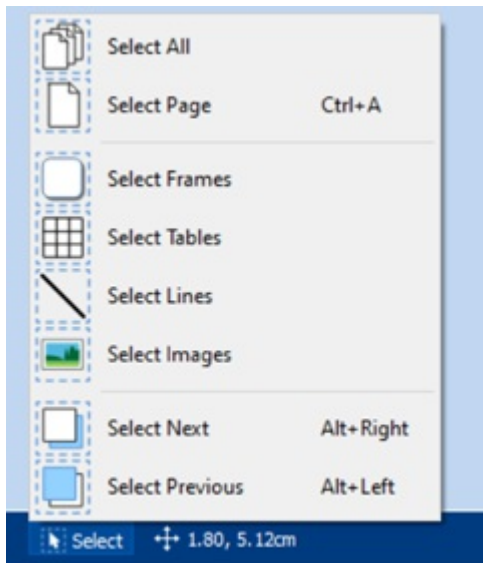 Select All
Select Page Ctrl+A
Select Frames
Select Tables
Select Lines
Select Images
Select Next Alt+Right
Select Previous Alt+Left
Select 1.80, 5.12cm